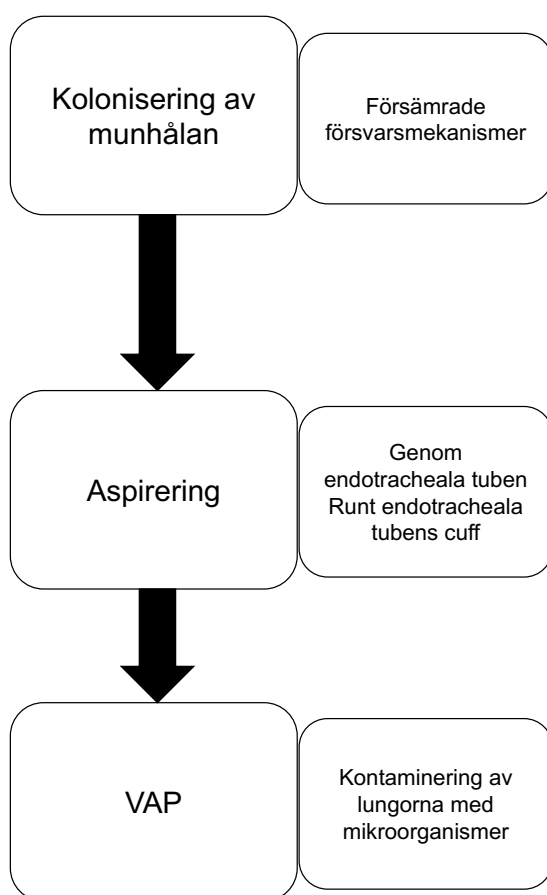 Kolonisering av
munhålan
Försämrade
försvarsmekanismer
Aspirering
Genom
endotracheala tuben
Runt endotracheala
tubens cuff
VAP
Kontaminering av
lungorna med
mikroorganismer